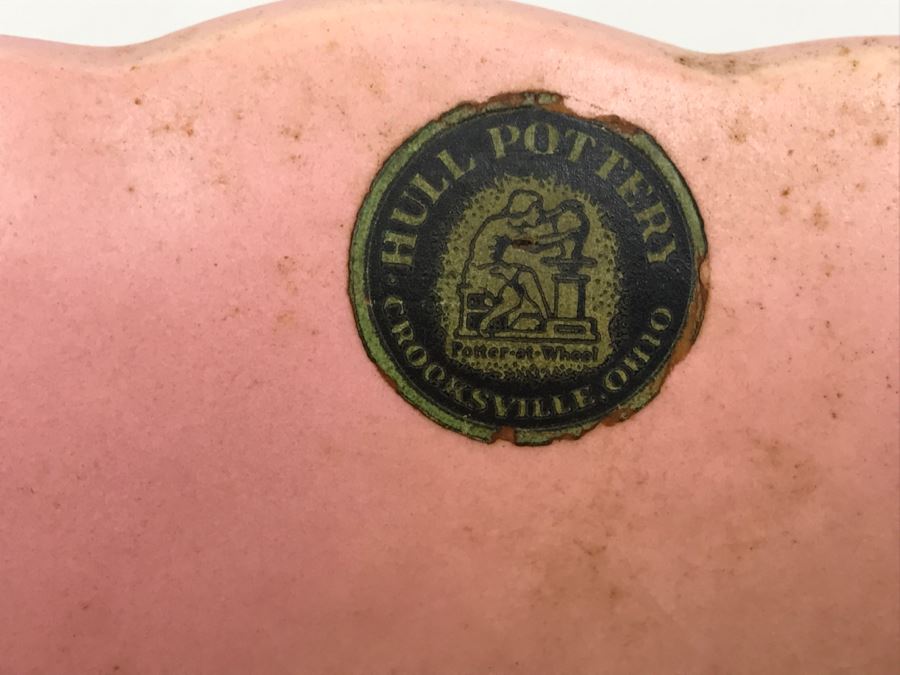 HULL POTTERY
Potter-at-Wheel
CROOKSVILLE, OHIO